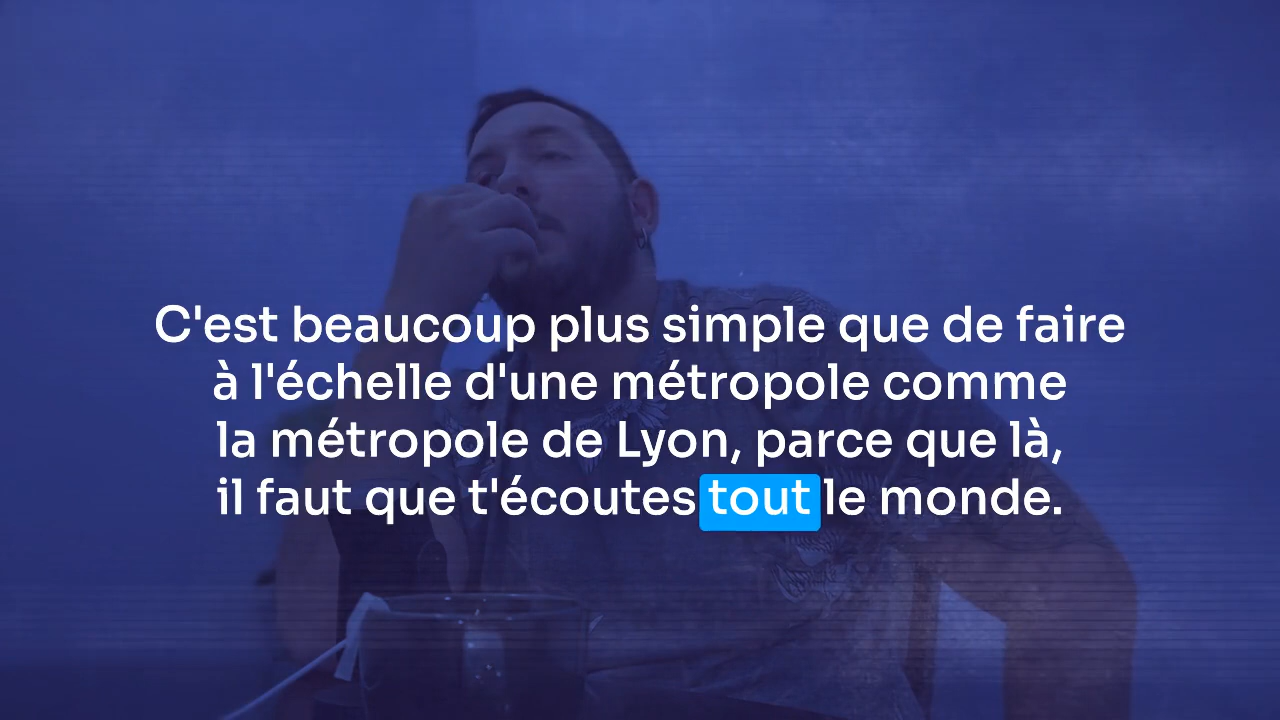 C'est beaucoup plus simple que de faire
à l'échelle d'une métropole comme
la métropole de Lyon, parce que là,
il faut que t'écoutes tout le monde.